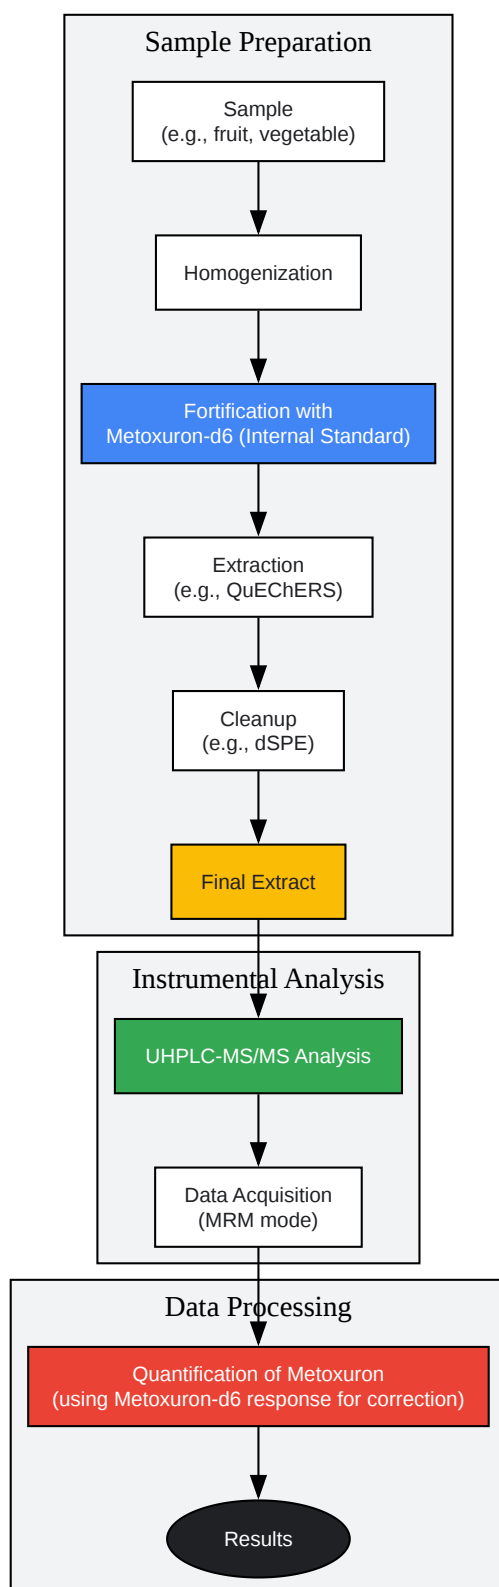 Sample Preparation
Sample
(e.g., fruit, vegetable)
Homogenization
Fortification with
Metoxuron-d6 (Internal Standard)
Extraction
(e.g., QuEChERS)
Cleanup
(e.g., dSPE)
Final Extract
Instrumental Analysis
UHPLC-MS/MS Analysis
Data Acquisition
(MRM mode)
Data Processing
Quantification of Metoxuron
(using Metoxuron-d6 response for correction)
Results